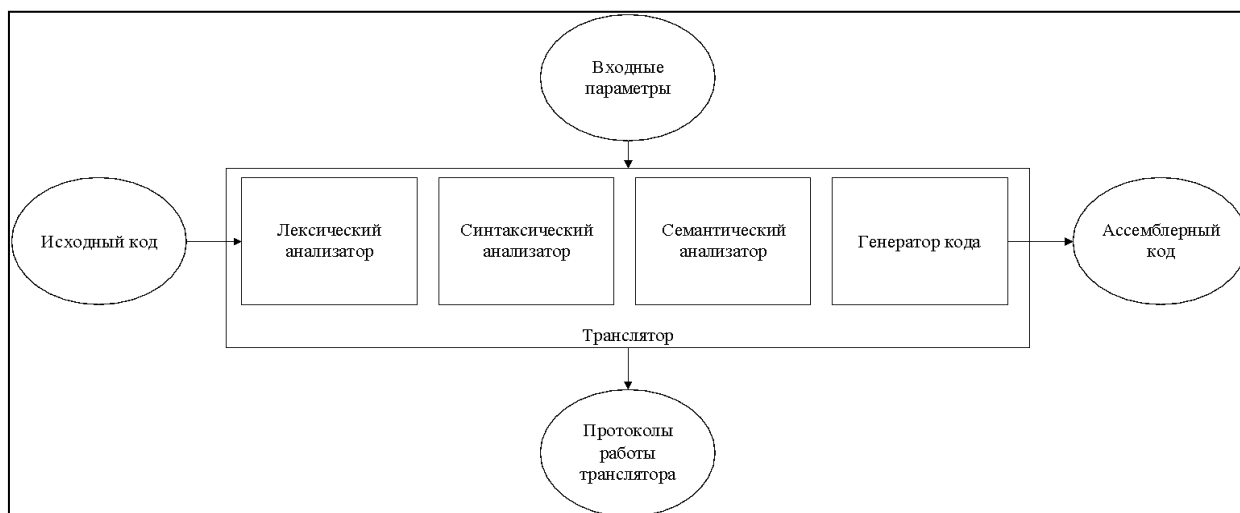 Входные
параметры
Исходный код
Лексический
анализатор
Синтаксический
анализатор
Семантический
анализатор
Генератор кода
Ассемблерный
код
Транслятор
Протоколы
работы
транслятора